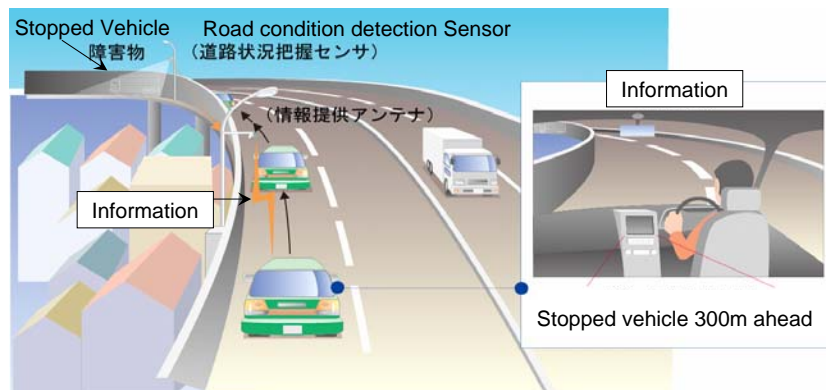 Stopped Vehicle
Road condition detection Sensor
障害物
(道路状況把握センサ)
Information
(情報提供アンテナ)
Information
Stopped vehicle 300m ahead